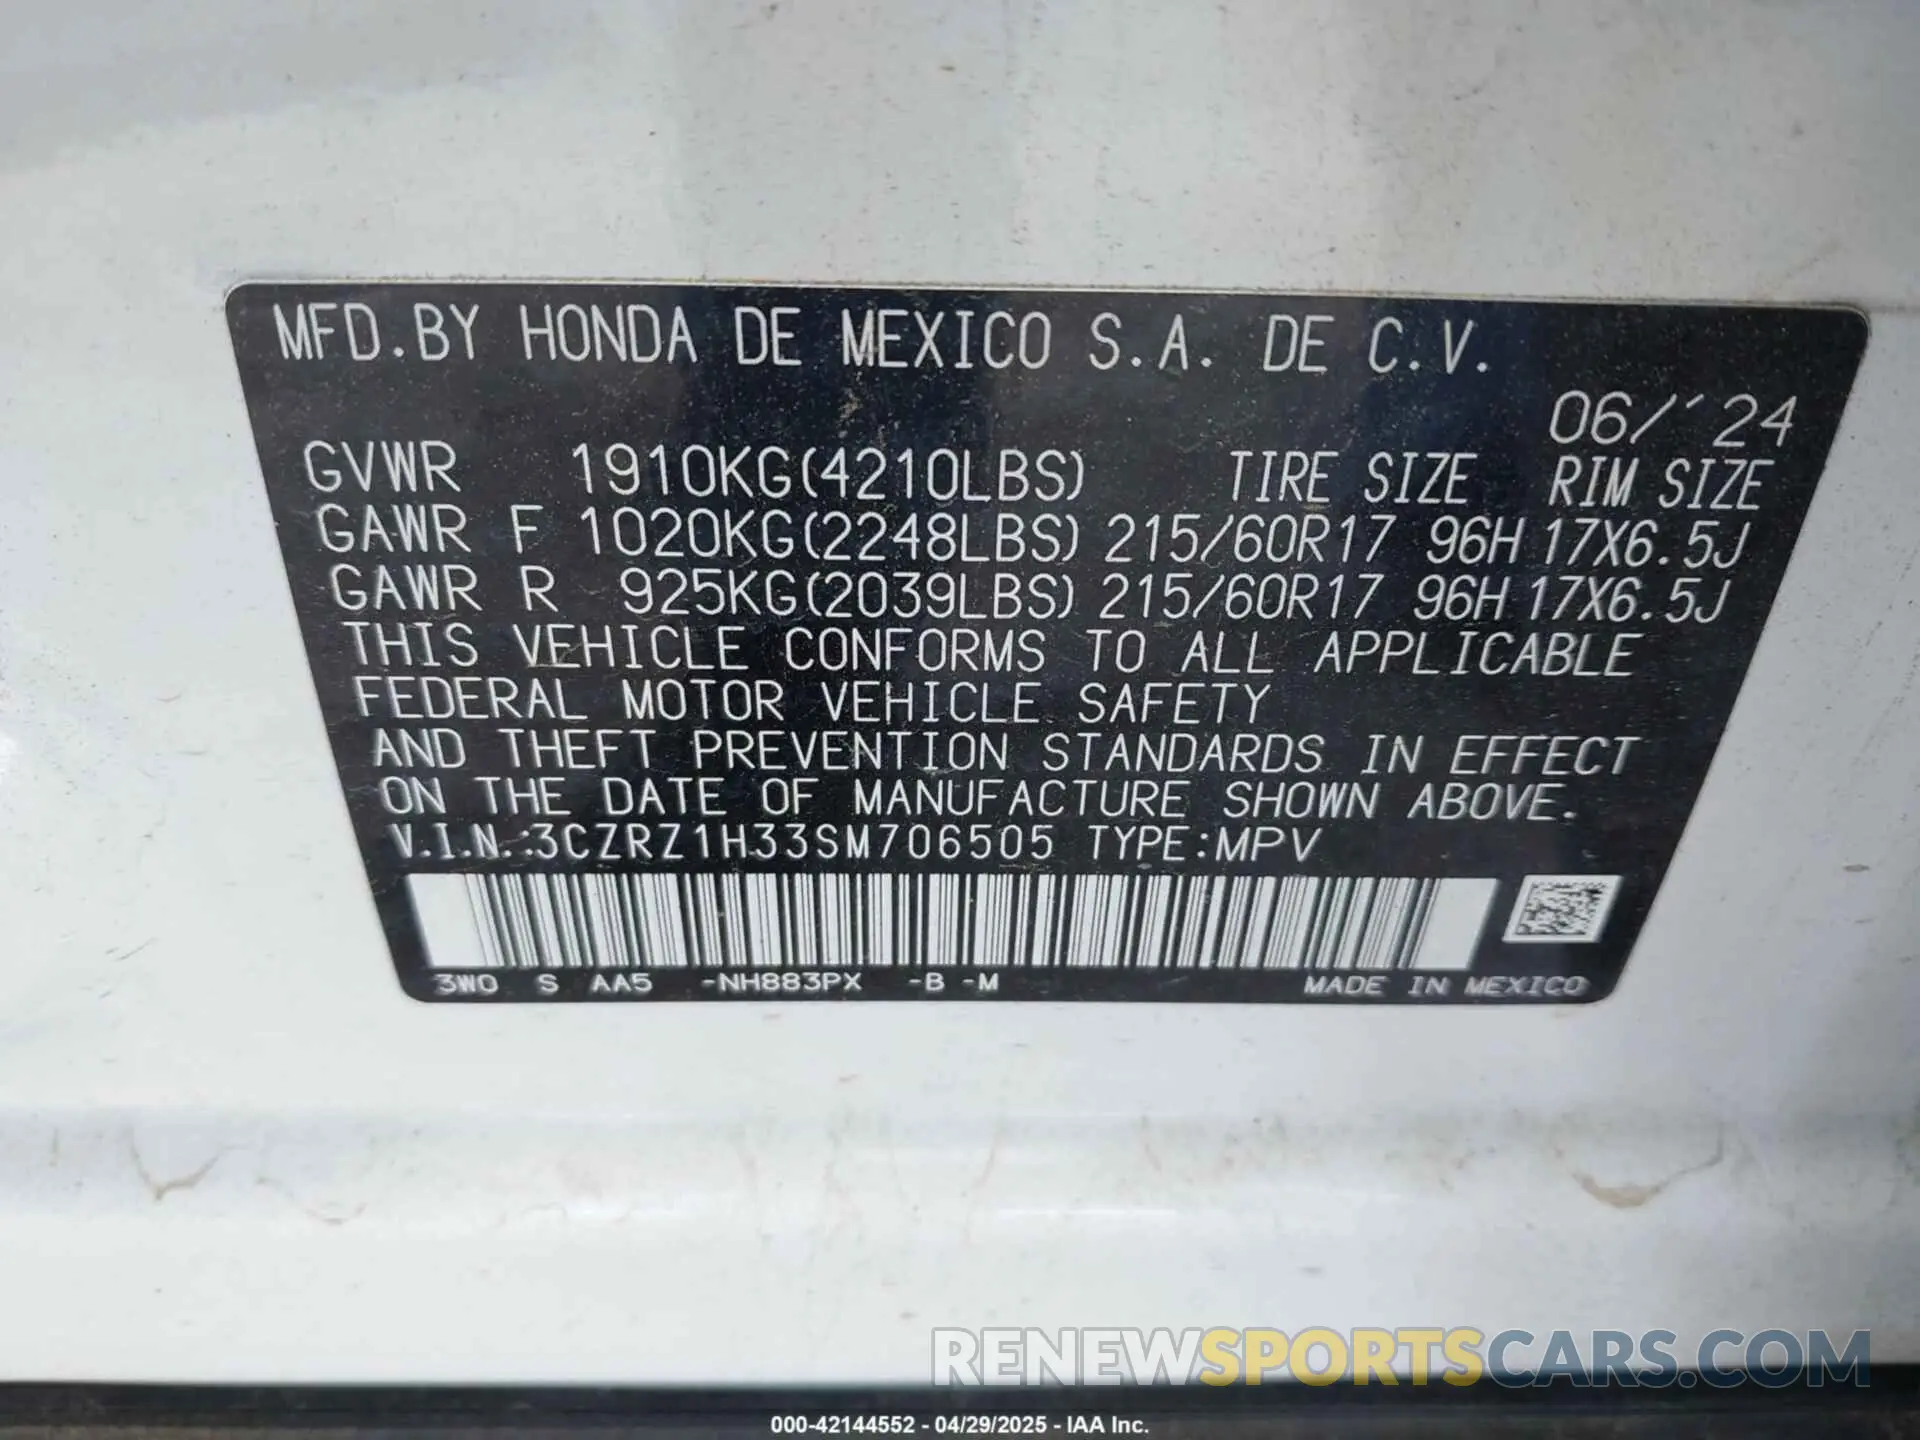 MFD.BY HONDA DE MEXICO S.A. DE C.V.
06/'24
GVWR 1910KG(4210LBS) TIRE SIZE RIM SIZE
GAWR F 1020KG(2248LBS) 215/60R17 96H 17X6.5J
GAWR R 925KG(2039LBS) 215/60R17 96H 17X6.5J
THIS VEHICLE CONFORMS TO ALL APPLICABLE
FEDERAL MOTOR VEHICLE SAFETY
AND THEFT PREVENTION STANDARDS IN EFFECT
ON THE DATE OF MANUFACTURE SHOWN ABOVE.
V.I.N.:3CZRZ1H33SM706505 TYPE:MPV
3W0 S AA5 -NH883PX -B -M MADE IN MEXICO
RENEWSPORTSCARS.COM
000-42144552 - 04/29/2025 - IAA Inc.